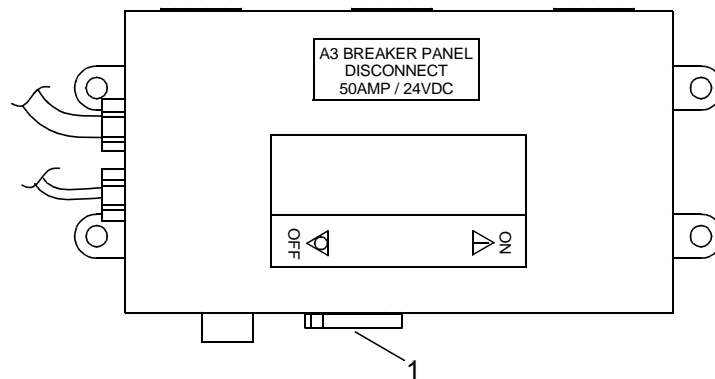 A3 BREAKER PANEL
DISCONNECT
50AMP / 24VDC
OFF
ON
1